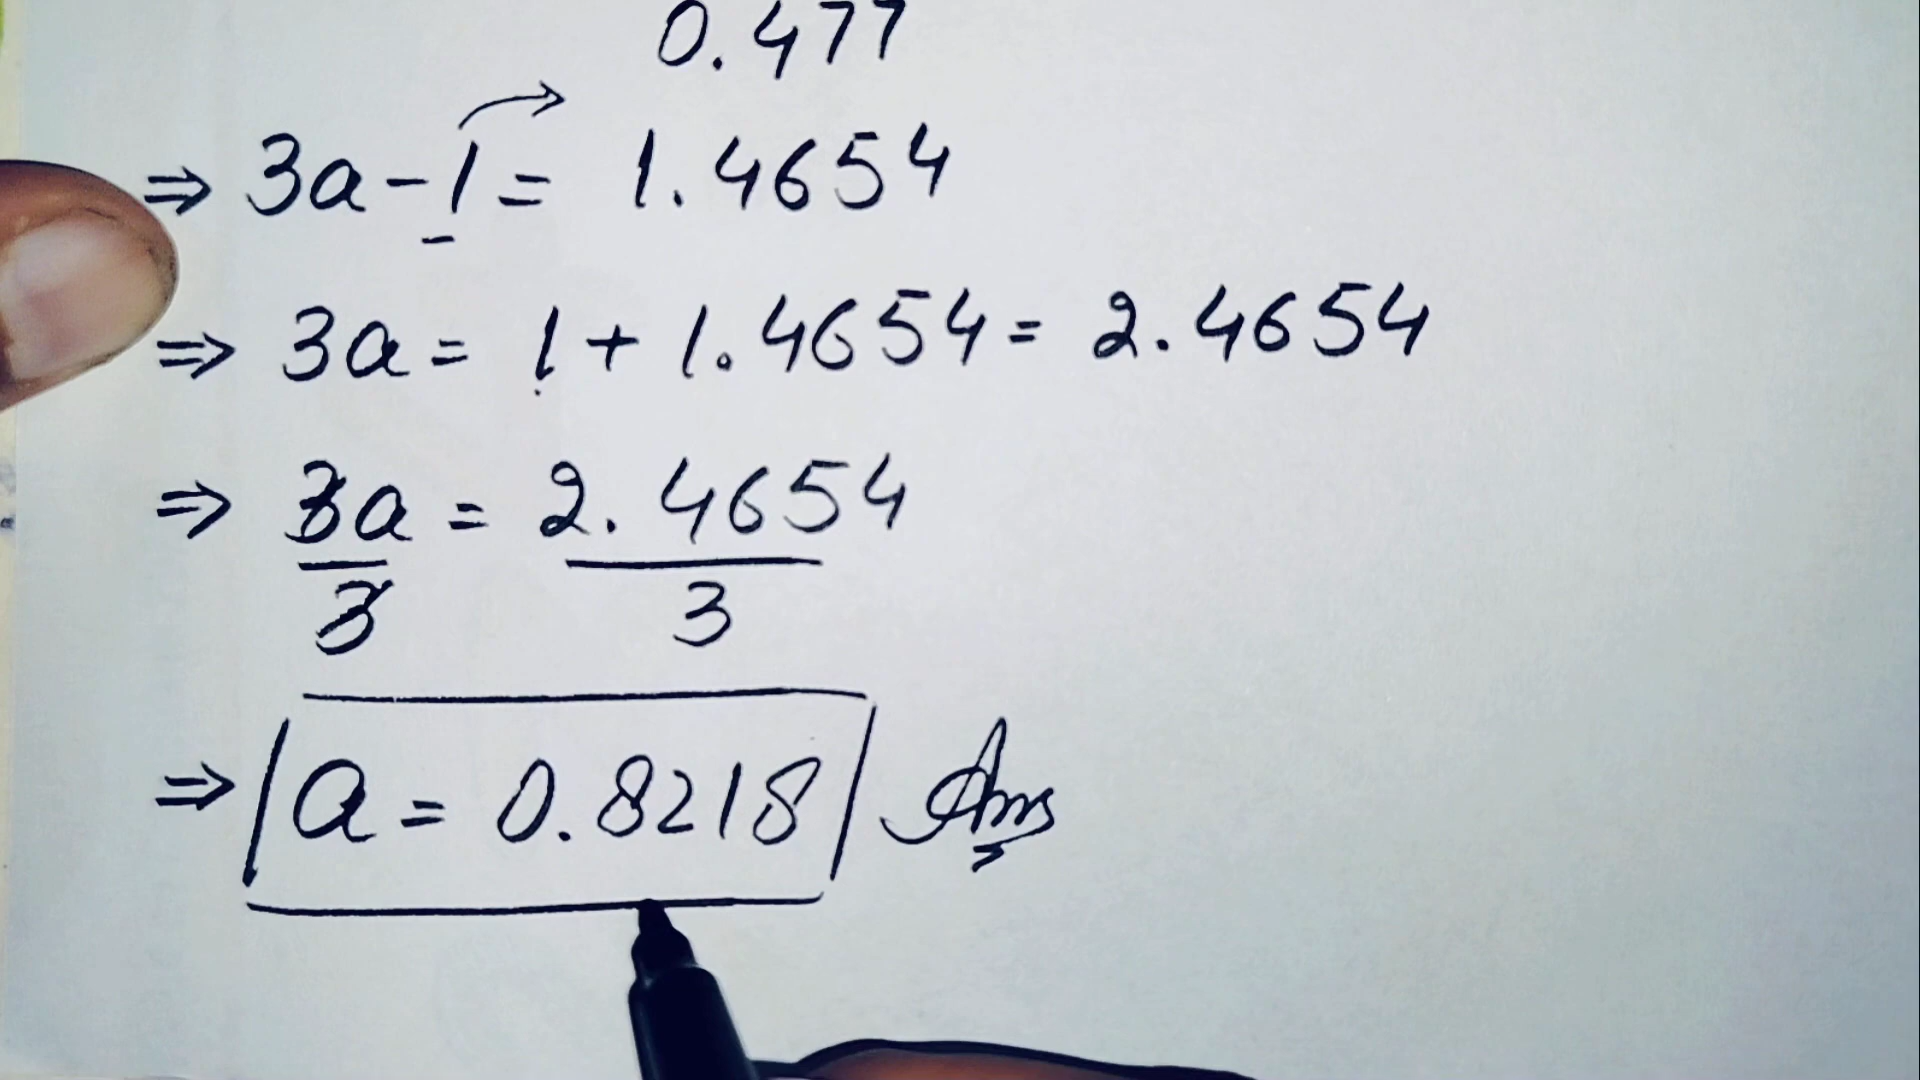 0.477
⇒ 3a-1 = 1.4654
⇒ 3a = 1 + 1.4654 = 2.4654
⇒ 3a/3 = 2.4654/3
⇒ a = 0.8218 Ans